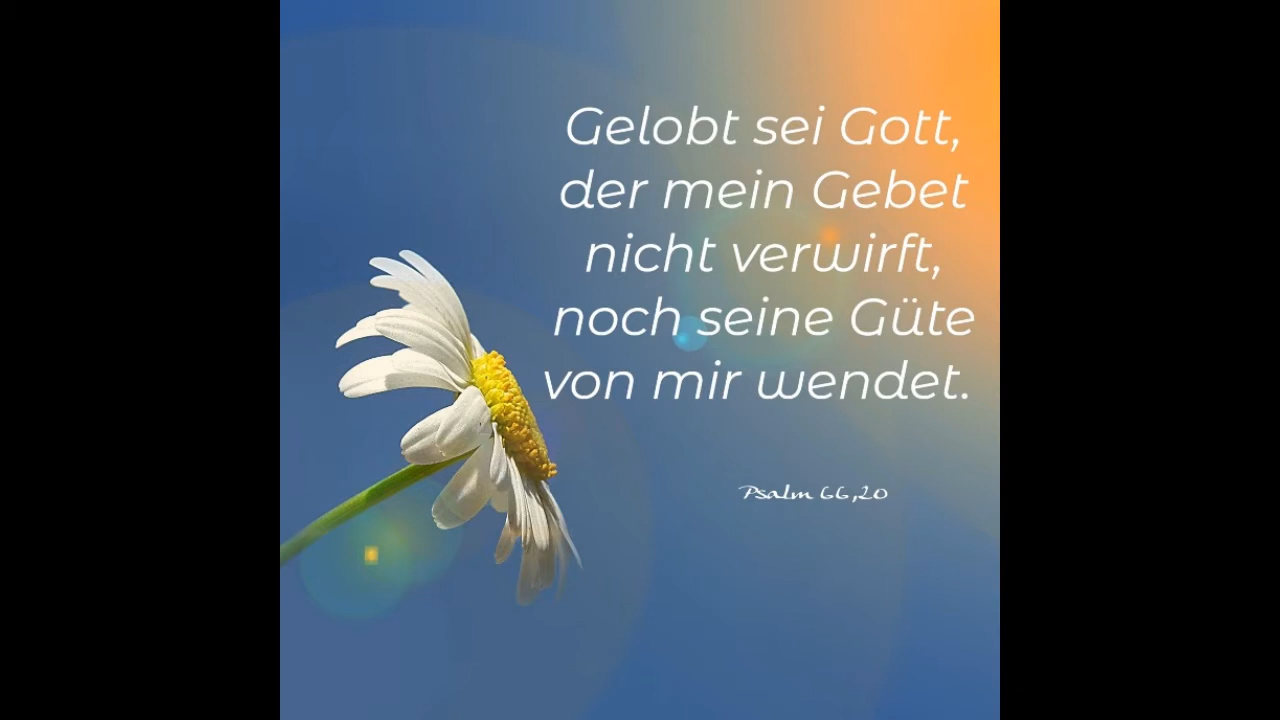 Gelobt sei Gott,
der mein Gebet
nicht verwirft,
noch seine Güte
von mir wendet.
Psalm 66,20